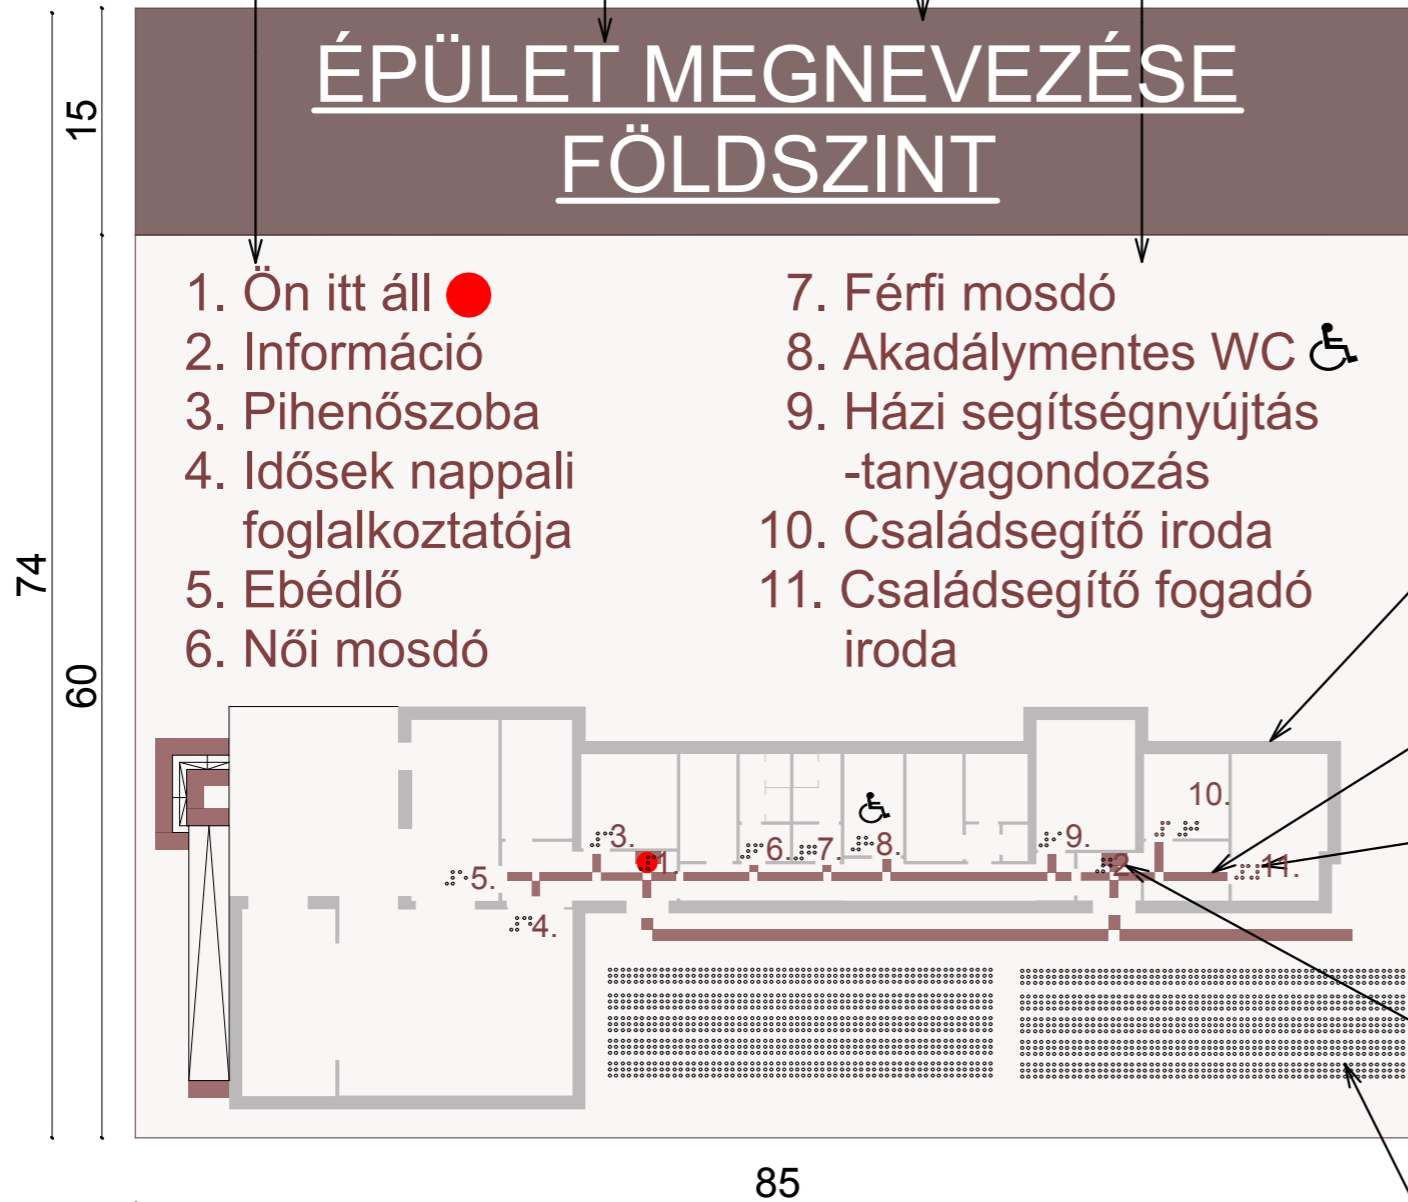 15
ÉPÜLET MEGNEVEZÉSE
FÖLDSZINT
74
60
1. Ön itt áll
2. Információ
3. Pihenőszoba
4. Idősek nappali
foglalkoztatója
5. Ebédlő
6. Női mosdó
7. Férfi mosdó
8. Akadálymentes WC
9. Házi segítségnyújtás
-tanyagondozás
10. Családsegítő iroda
11. Családsegítő fogadó
iroda
10.
3.
1.
6.
7.
8.
9.
2.
11.
5.
4.
85